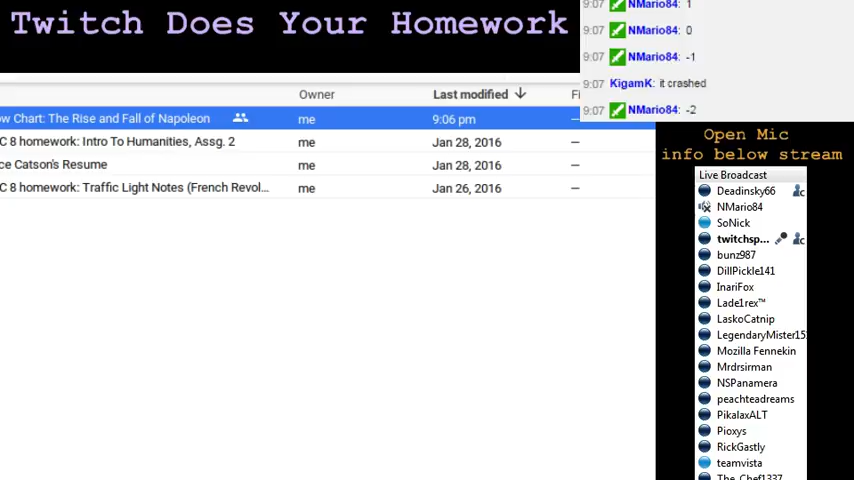 Twitch Does Your Homework
9:07 NMario84: 1
9:07 NMario84: 0
9:07 NMario84: -1
9:07 KigamK: it crashed
9:07 NMario84: -2
Owner
Last modified
me
ow Chart: The Rise and Fall of Napoleon
9:06 pm
—
C 8 homework: Intro To Humanities, Assg. 2
me
Jan 28, 2016
—
ce Catson's Resume
me
Jan 28, 2016
—
C 8 homework: Traffic Light Notes (French Revol...
me
Jan 26, 2016
—
Open Mic
info below stream
Live Broadcast
Deadinsky66
NMario84
SoNick
twitchsp...
bunz987
DillPickle141
InariFox
Lade1rex™
LaskoCatnip
LegendaryMister15
Mozilla Fennekin
Mrdrsirman
NSPanamera
peachteadreams
PikalaxALT
Pioxys
RickGastly
teamvista
The_Chef1337